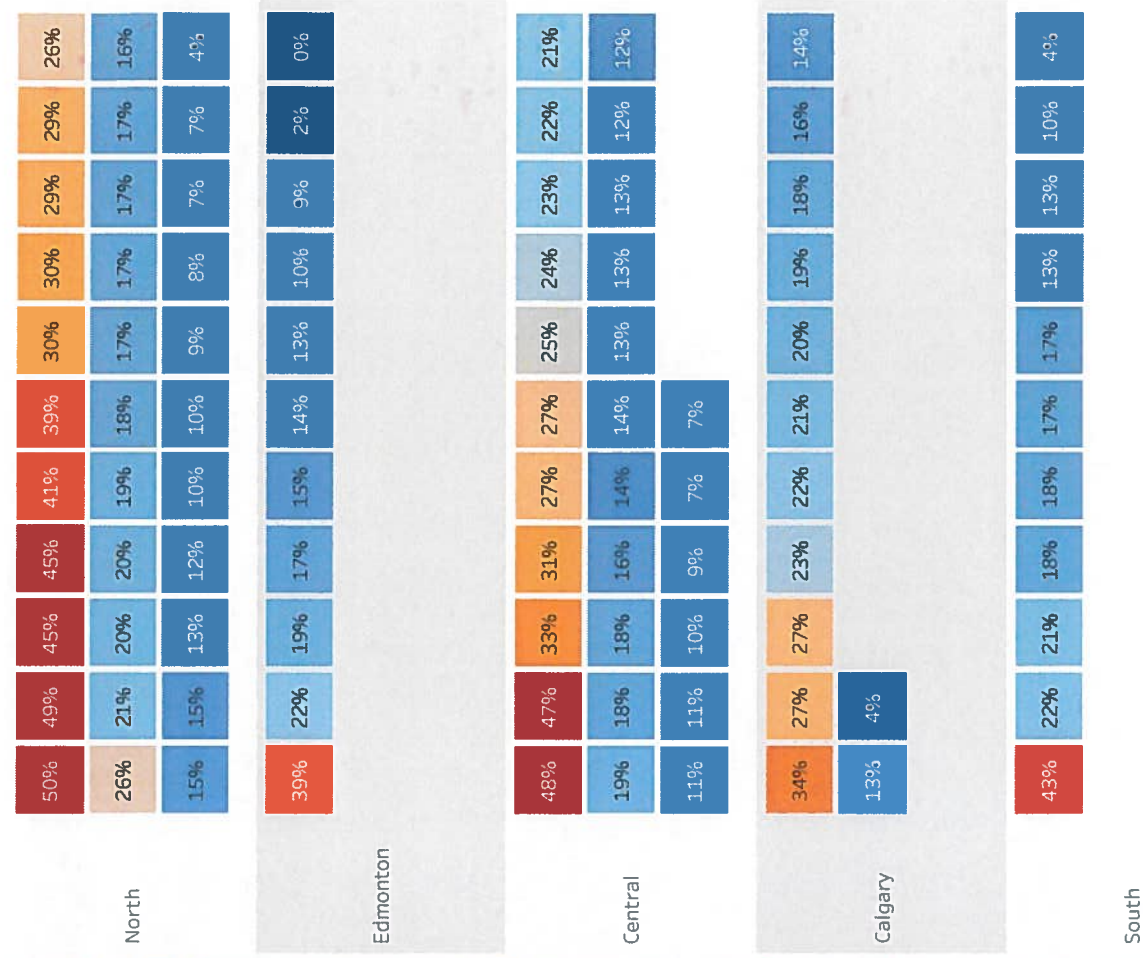 50% 49% 45% 45% 41% 39% 30% 30% 29% 29% 26%
North
26% 21% 20% 20% 19% 18% 17% 17% 17% 17% 16%
15% 15% 13% 12% 10% 10% 9% 8% 7% 7% 4%
39% 22% 19% 17% 15% 14% 13% 10% 9% 2% 0%
Edmonton
48% 47% 33% 31% 27% 27% 25% 24% 23% 22% 21%
Central
19% 18% 18% 16% 14% 14% 13% 13% 13% 12% 12%
11% 11% 10% 9% 7% 7%
34% 27% 27% 23% 22% 21% 20% 19% 18% 16% 14%
Calgary
13% 4%
43% 22% 21% 18% 18% 17% 17% 13% 13% 10% 4%
South